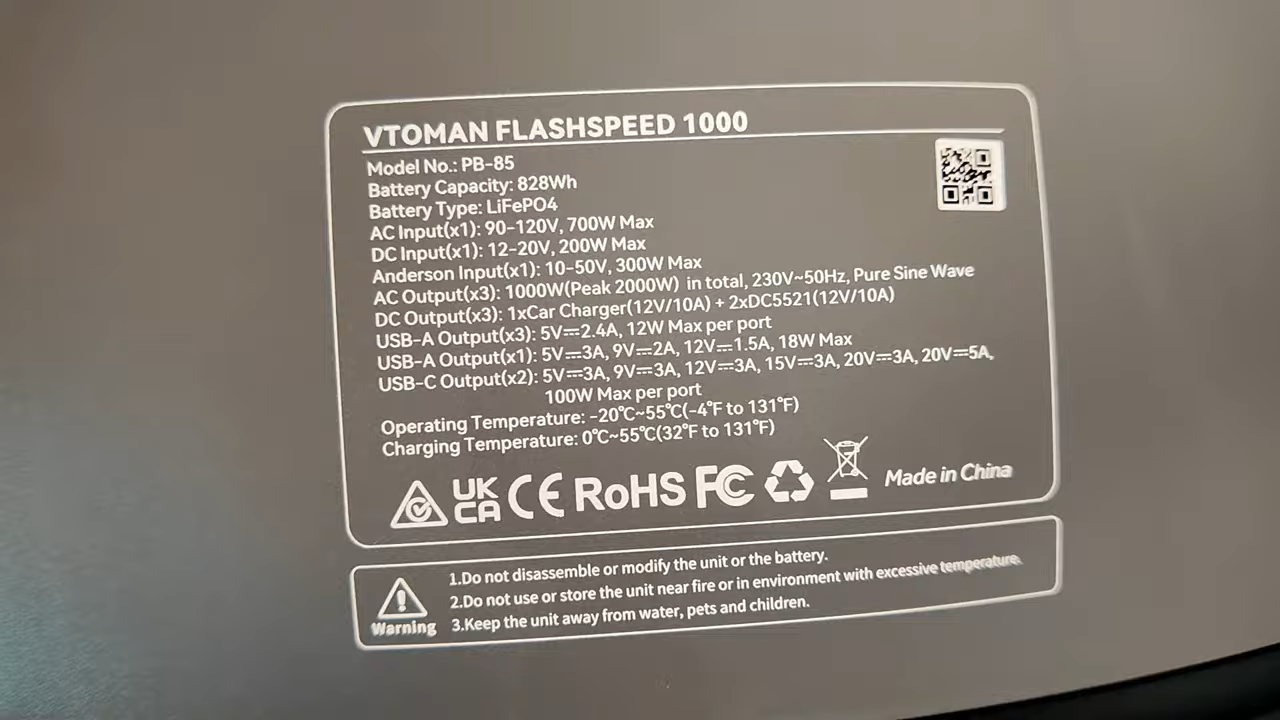 VTOMAN FLASHSPEED 1000
Model No.: PB-85
Battery Capacity: 828Wh
Battery Type: LiFePO4
AC Input(x1): 90-120V, 700W Max
DC Input(x1): 12-20V, 200W Max
Anderson Input(x1): 10-50V, 300W Max
AC Output(x3): 1000W(Peak 2000W) in total, 230V~50Hz, Pure Sine Wave
DC Output(x3): 1xCar Charger(12V/10A) + 2xDC5521(12V/10A)
USB-A Output(x3): 5V⎓2.4A, 12W Max per port
USB-A Output(x1): 5V⎓3A, 9V⎓2A, 12V⎓1.5A, 18W Max
USB-C Output(x2): 5V⎓3A, 9V⎓3A, 12V⎓3A, 15V⎓3A, 20V⎓3A, 20V⎓5A,
100W Max per port
Operating Temperature: -20℃~55℃(-4℉ to 131℉)
Charging Temperature: 0℃~55℃(32℉ to 131℉)
UK
CA CE RoHS FC Made in China
1.Do not disassemble or modify the unit or the battery.
2.Do not use or store the unit near fire or in environment with excessive temperature.
Warning 3.Keep the unit away from water, pets and children.